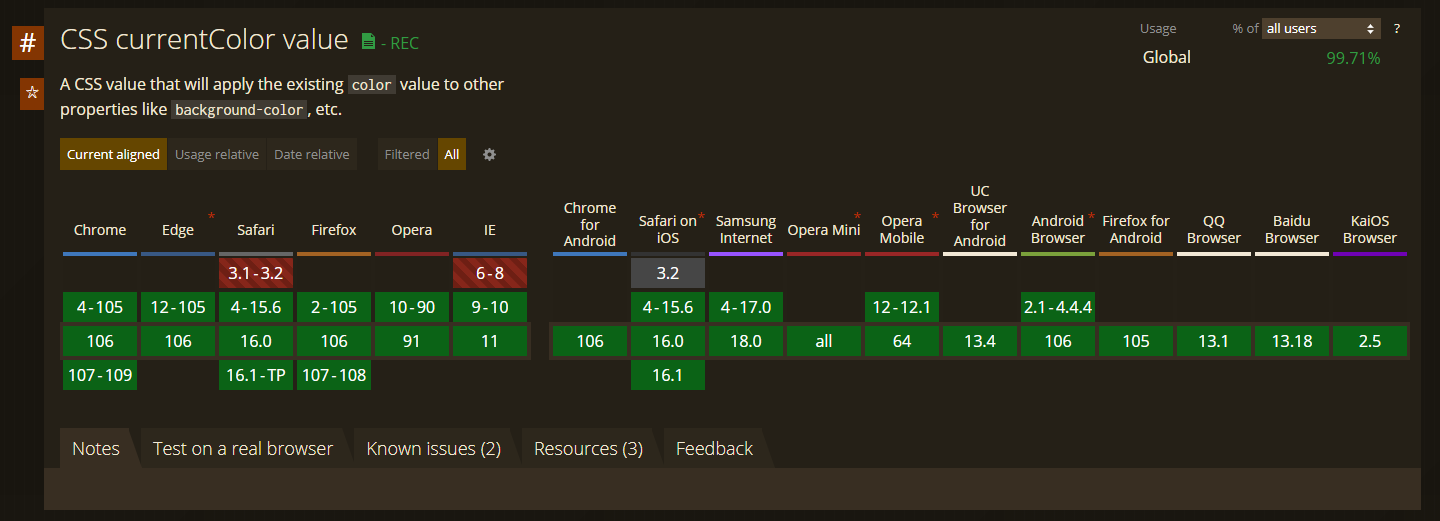 #
CSS currentColor value - REC
Usage % of all users ?
Global 99.71%
☆
A CSS value that will apply the existing color value to other
properties like background-color, etc.
Current aligned Usage relative Date relative Filtered All
Chrome Edge * Safari Firefox Opera IE Chrome for Android Safari on iOS * Samsung Internet Opera Mini * Opera Mobile * UC Browser for Android Android Browser * Firefox for Android QQ Browser Baidu Browser KaiOS Browser
3.1 - 3.2 6 - 8 3.2
4 - 105 12 - 105 4 - 15.6 2 - 105 10 - 90 9 - 10 4 - 15.6 4 - 17.0 12 - 12.1 2.1 - 4.4.4
106 106 16.0 106 91 11 106 16.0 18.0 all 64 13.4 106 105 13.1 13.18 2.5
107 - 109 16.1 - TP 107 - 108 16.1
Notes Test on a real browser Known issues (2) Resources (3) Feedback